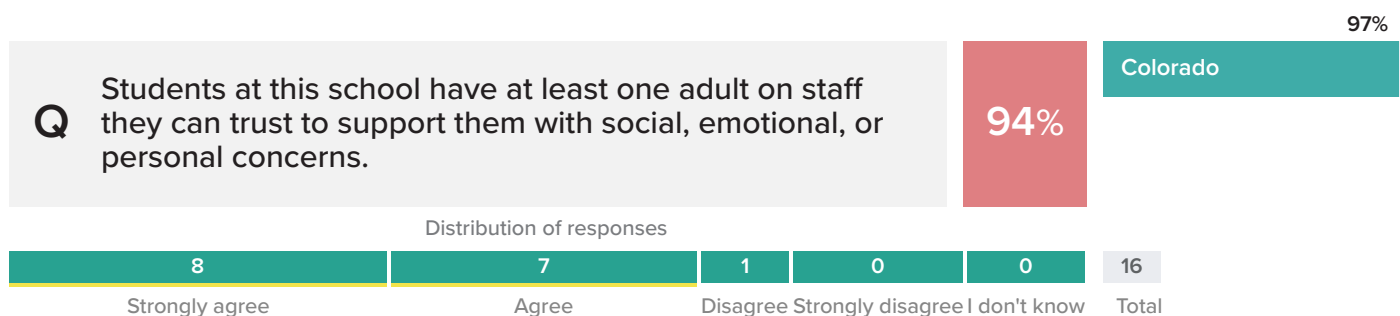 97%
Colorado
Q
Students at this school have at least one adult on staff
they can trust to support them with social, emotional, or
personal concerns.
94%
Distribution of responses
8 7 1 0 0 16
Strongly agree Agree Disagree Strongly disagree I don't know Total